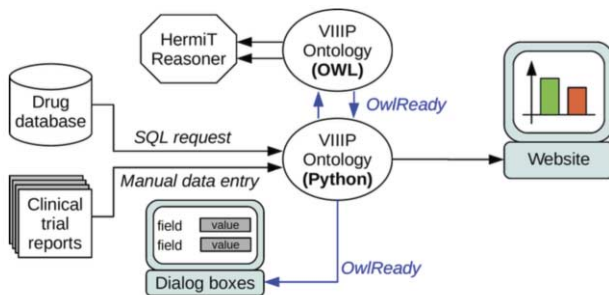 HermiT
Reasoner
VIIIP
Ontology
(OWL)
OwlReady
Drug
database
SQL request
VIIIP
Ontology
(Python)
Website
Manual data entry
Clinical
trial
reports
field value
field value
Dialog boxes
OwlReady